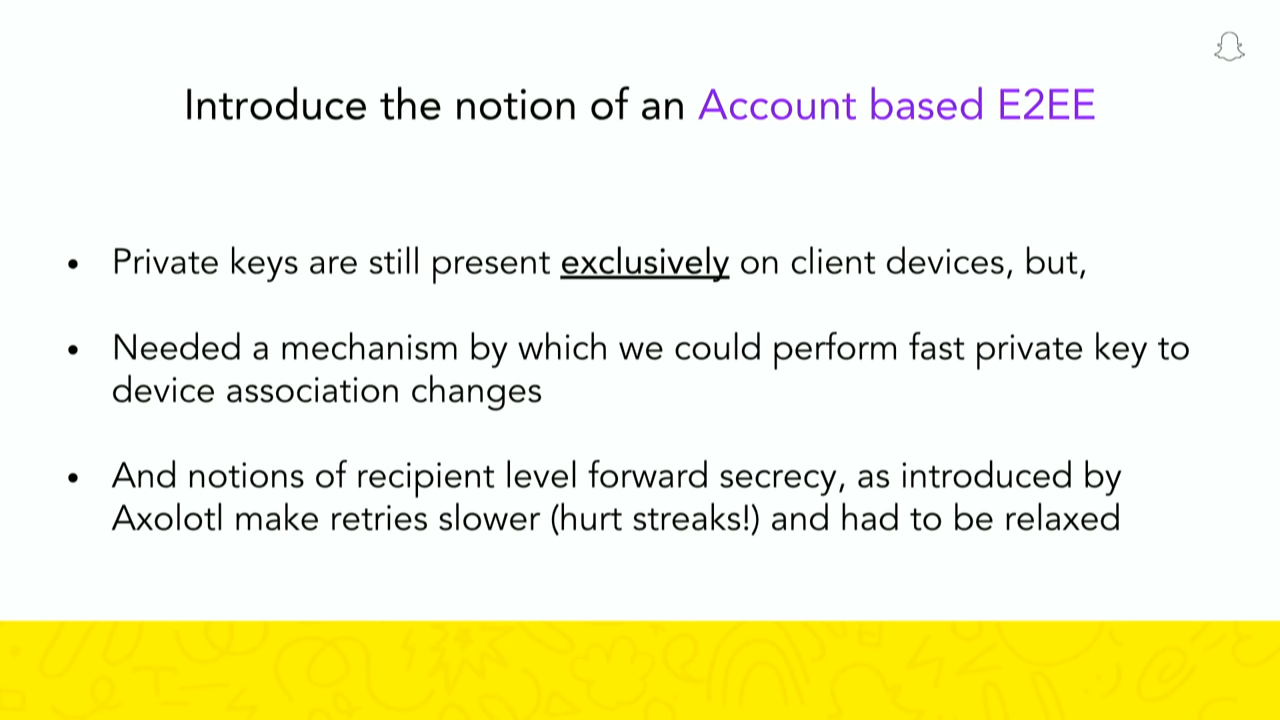 Introduce the notion of an Account based E2EE
• Private keys are still present exclusively on client devices, but,
• Needed a mechanism by which we could perform fast private key to
device association changes
• And notions of recipient level forward secrecy, as introduced by
Axolotl make retries slower (hurt streaks!) and had to be relaxed